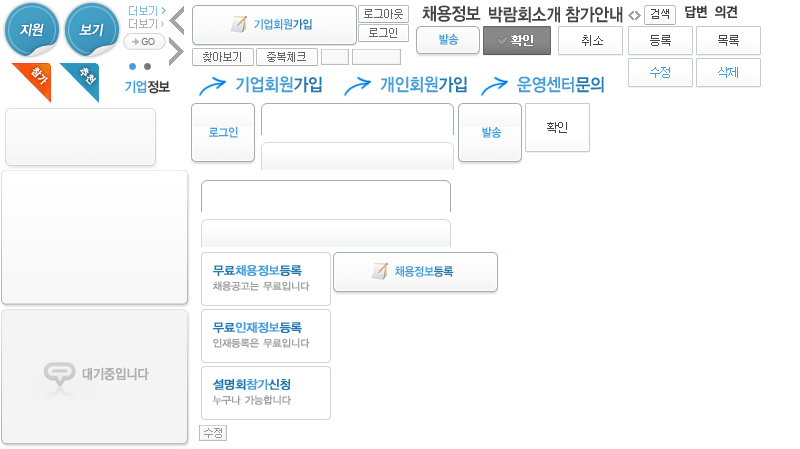 지원 보기 더보기 더보기 GO
기업회원가입 로그아웃 로그인
채용정보 박람회소개 참가안내 검색 답변 의견
발송 확인 취소 등록 목록
찾아보기 중복체크
참가 추천 기업정보
수정 삭제
기업회원가입 개인회원가입 운영센터문의
로그인 발송 확인
무료채용정보등록
채용공고는 무료입니다
채용정보등록
무료인재정보등록
인재등록은 무료입니다
대기중입니다
설명회참가신청
누구나 가능합니다
수정